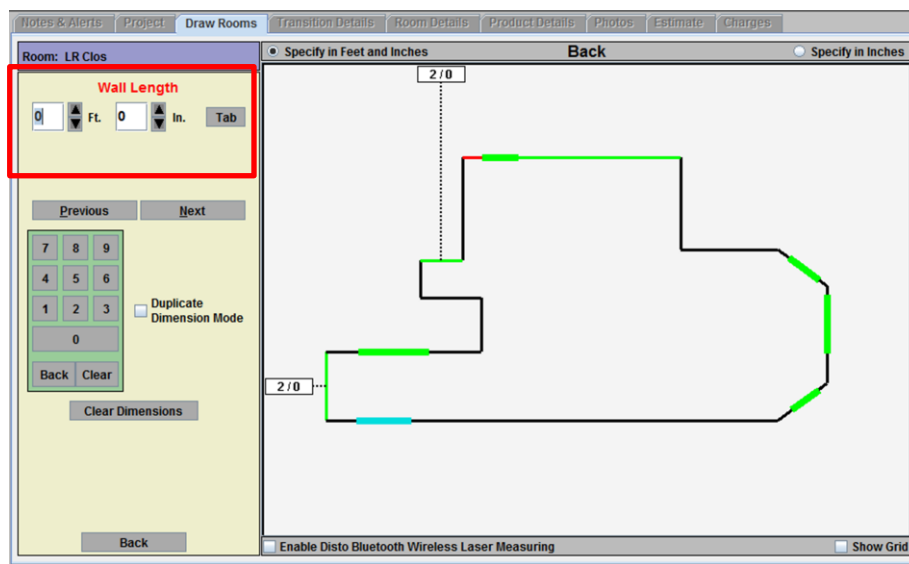 Notes & Alerts Project Draw Rooms Transition Details Room Details Product Details Photos Estimate Charges
Room: LR Clos
Specify in Feet and Inches Back Specify in Inches
2 / 0
Wall Length
0 Ft. 0 In. Tab
Previous Next
7 8 9
4 5 6
1 2 3
Duplicate
Dimension Mode
0
Back Clear
2 / 0
Clear Dimensions
Back
Enable Disto Bluetooth Wireless Laser Measuring Show Grid